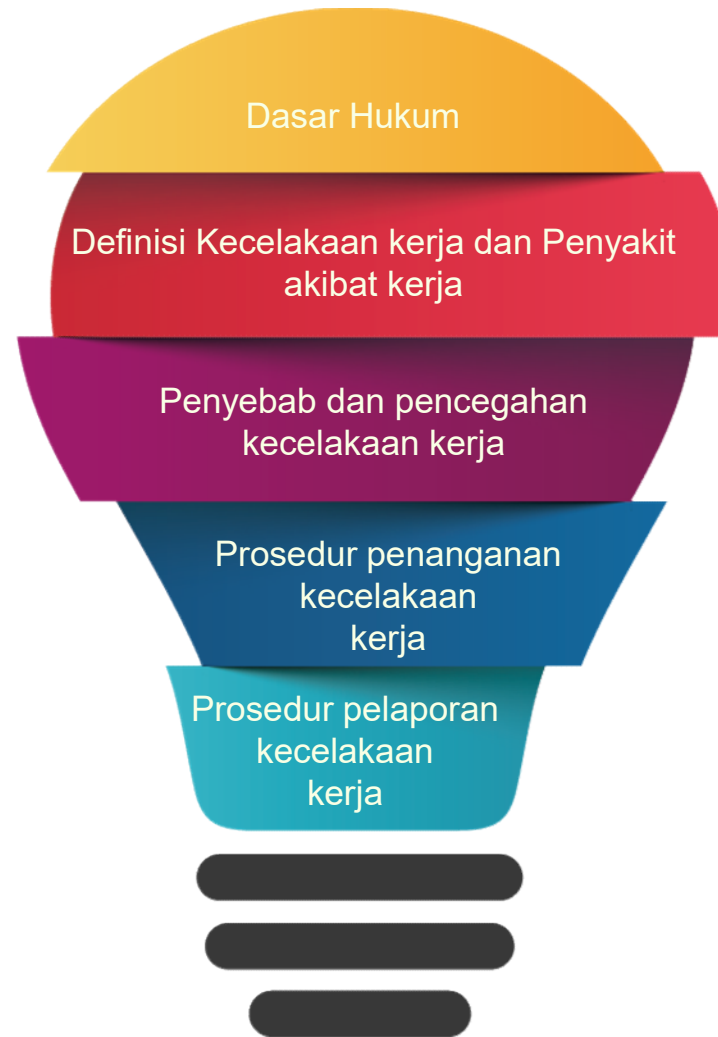 Dasar Hukum
Definisi Kecelakaan kerja dan Penyakit
akibat kerja
Penyebab dan pencegahan
kecelakaan kerja
Prosedur penanganan
kecelakaan
kerja
Prosedur pelaporan
kecelakaan
kerja